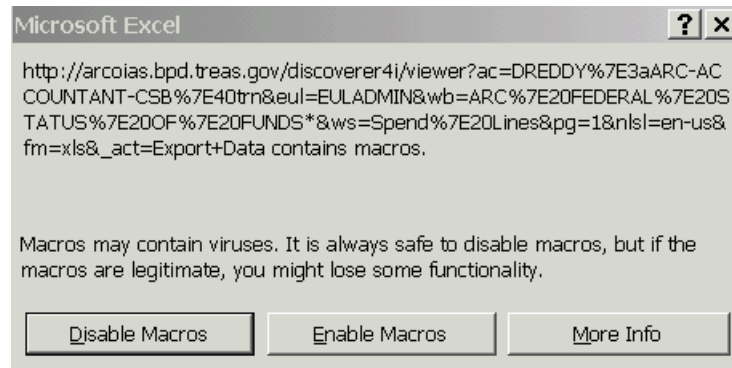 Microsoft Excel
http://arcoias.bpd.treas.gov/discoverer4i/viewer?ac=DREDDY%7E3aARC-AC
COUNTANT-CSB%7E40trn&eul=EULADMIN&wb=ARC%7E20FEDERAL%7E20S
TATUS%7E20OF%7E20FUNDS*&ws=Spend%7E20Lines&pg=1&nlsl=en-us&
fm=xls&_act=Export+Data contains macros.
Macros may contain viruses. It is always safe to disable macros, but if the
macros are legitimate, you might lose some functionality.
Disable Macros Enable Macros More Info